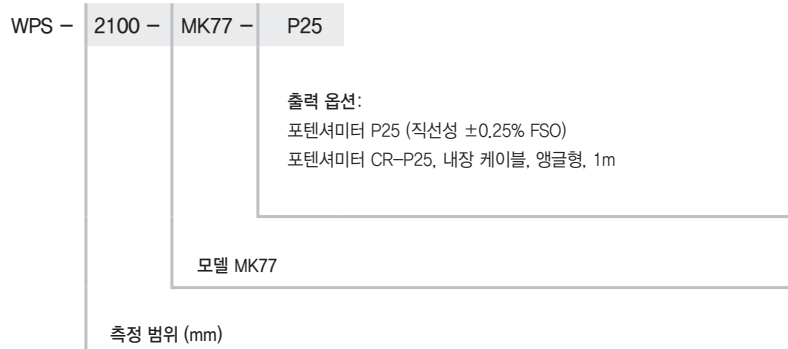 WPS – 2100 – MK77 – P25
출력 옵션:
포텐셔미터 P25 (직선성 ±0.25% FSO)
포텐셔미터 CR–P25, 내장 케이블, 앵글형, 1m
모델 MK77
측정 범위 (mm)